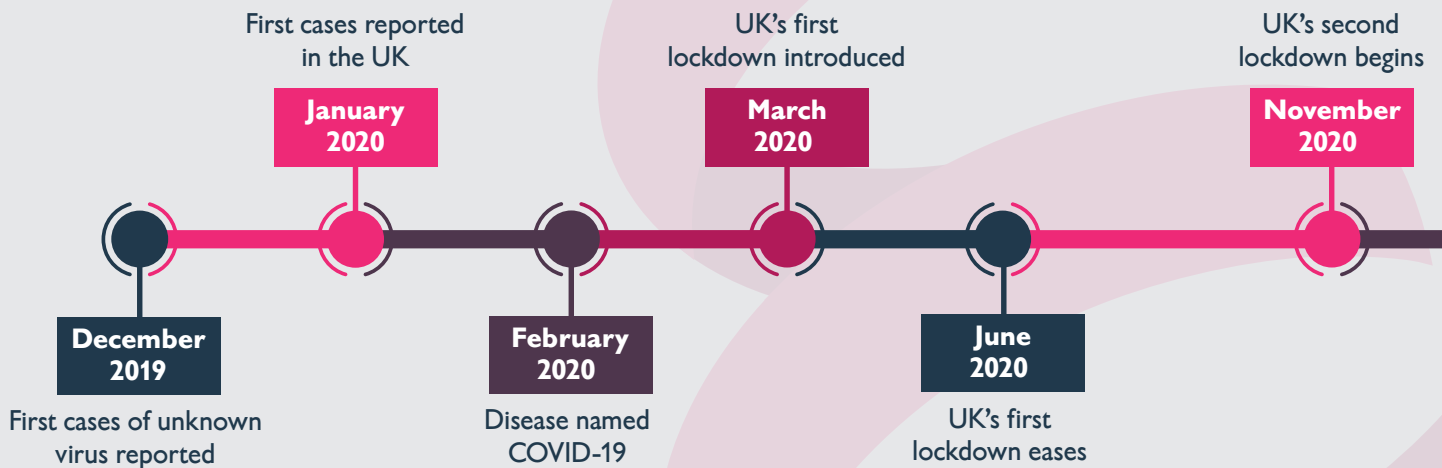 First cases reported
in the UK
January
2020
UK’s first
lockdown introduced
March
2020
UK’s second
lockdown begins
November
2020
December
2019
First cases of unknown
virus reported
February
2020
Disease named
COVID-19
June
2020
UK’s first
lockdown eases